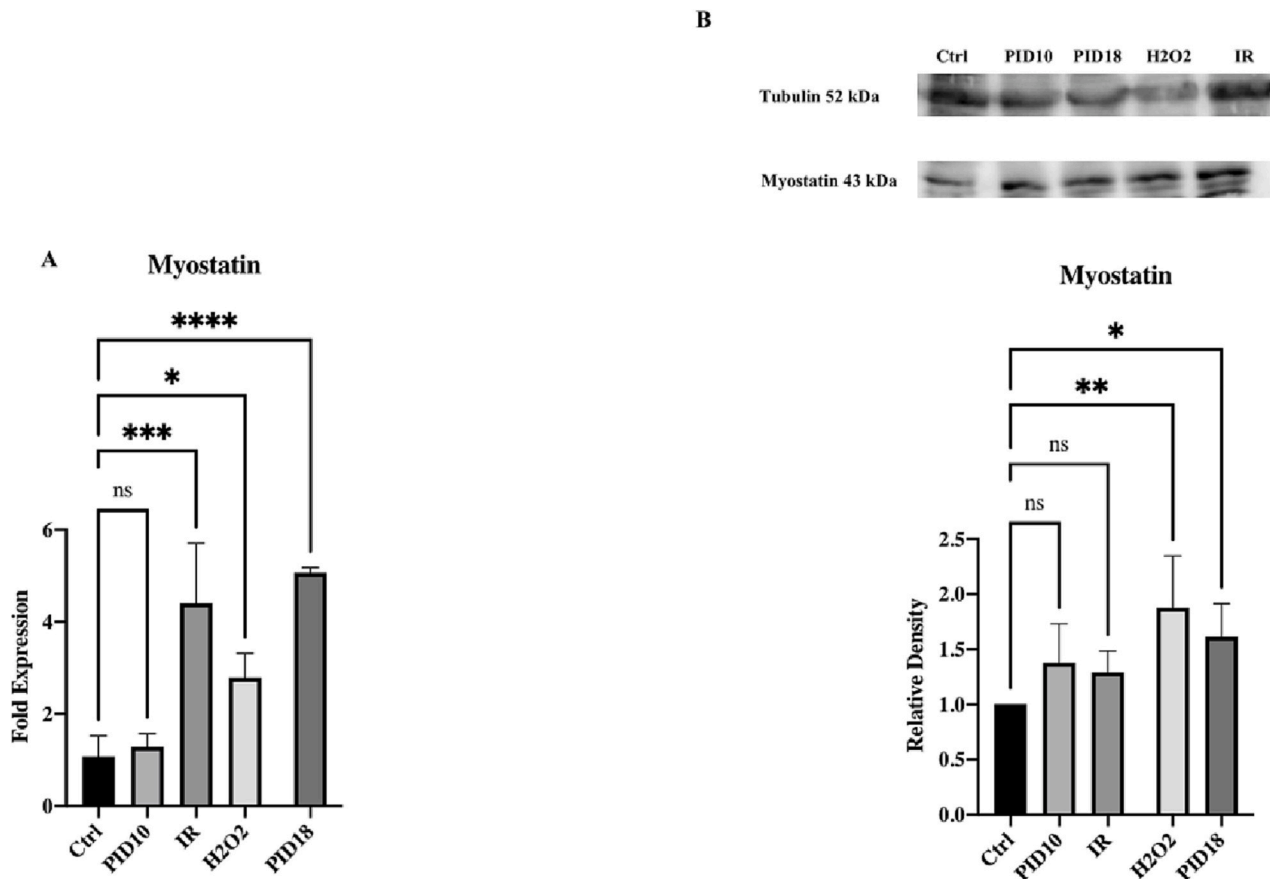 B
Ctrl PID10 PID18 H2O2 IR
Tubulin 52 kDa
Myostatin 43 kDa
A
Myostatin
****
*
***
ns
6
4
2
0
Fold Expression
Ctrl PID10 IR H2O2 PID18
Myostatin
*
**
ns
ns
2.5
2.0
1.5
1.0
0.5
0.0
Relative Density
Ctrl PID10 IR H2O2 PID18